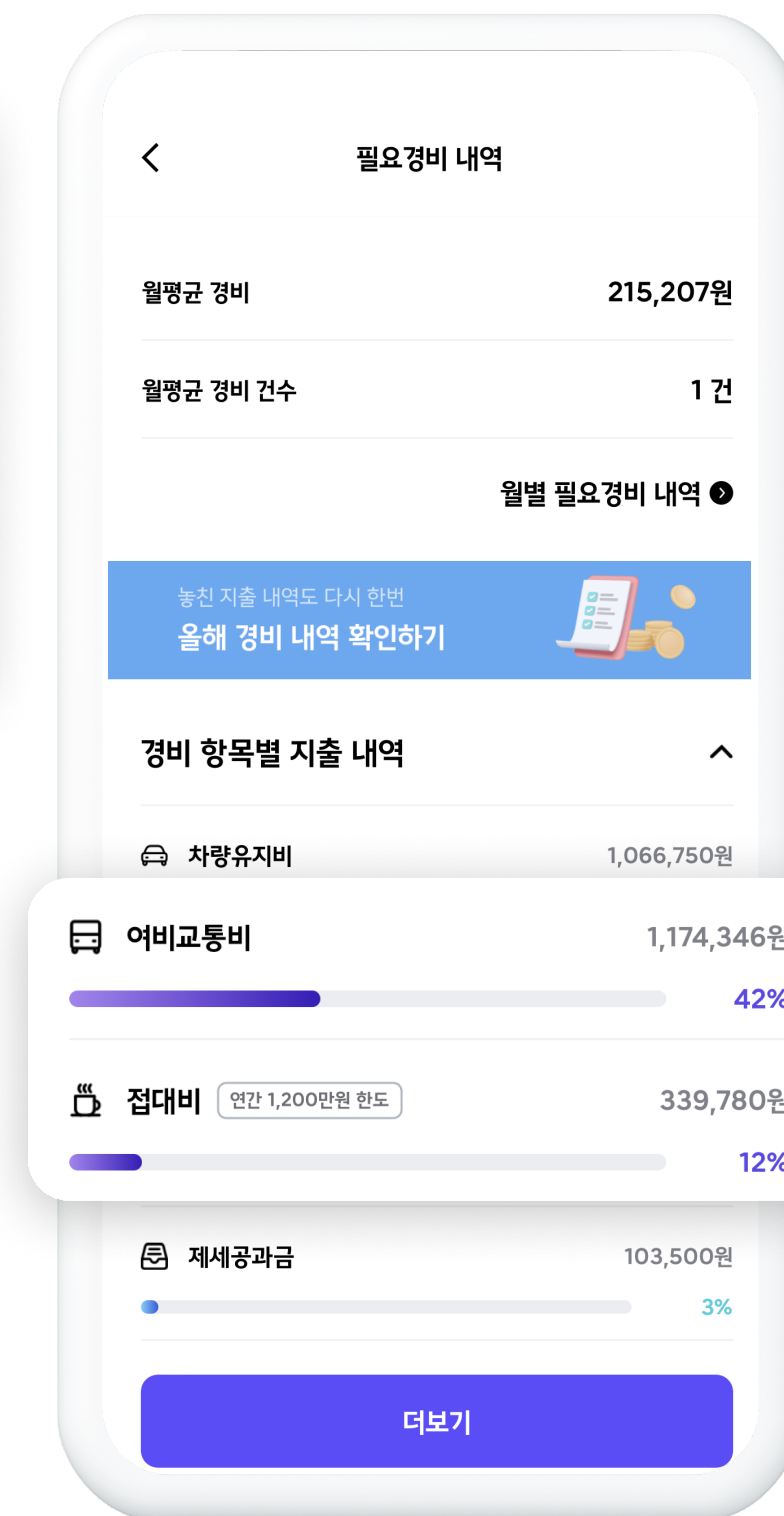 필요경비 내역
월평균 경비 215,207원
월평균 경비 건수 1 건
월별 필요경비 내역
놓친 지출 내역도 다시 한번
올해 경비 내역 확인하기
경비 항목별 지출 내역
차량유지비 1,066,750원
여비교통비 1,174,346원
42%
접대비 연간 1,200만원 한도 339,780원
12%
제세공과금 103,500원
3%
더보기